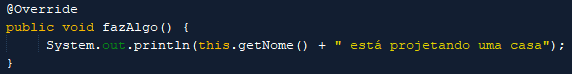 @Override
public void fazAlgo() {
System.out.println(this.getNome() + " está projetando uma casa");
}